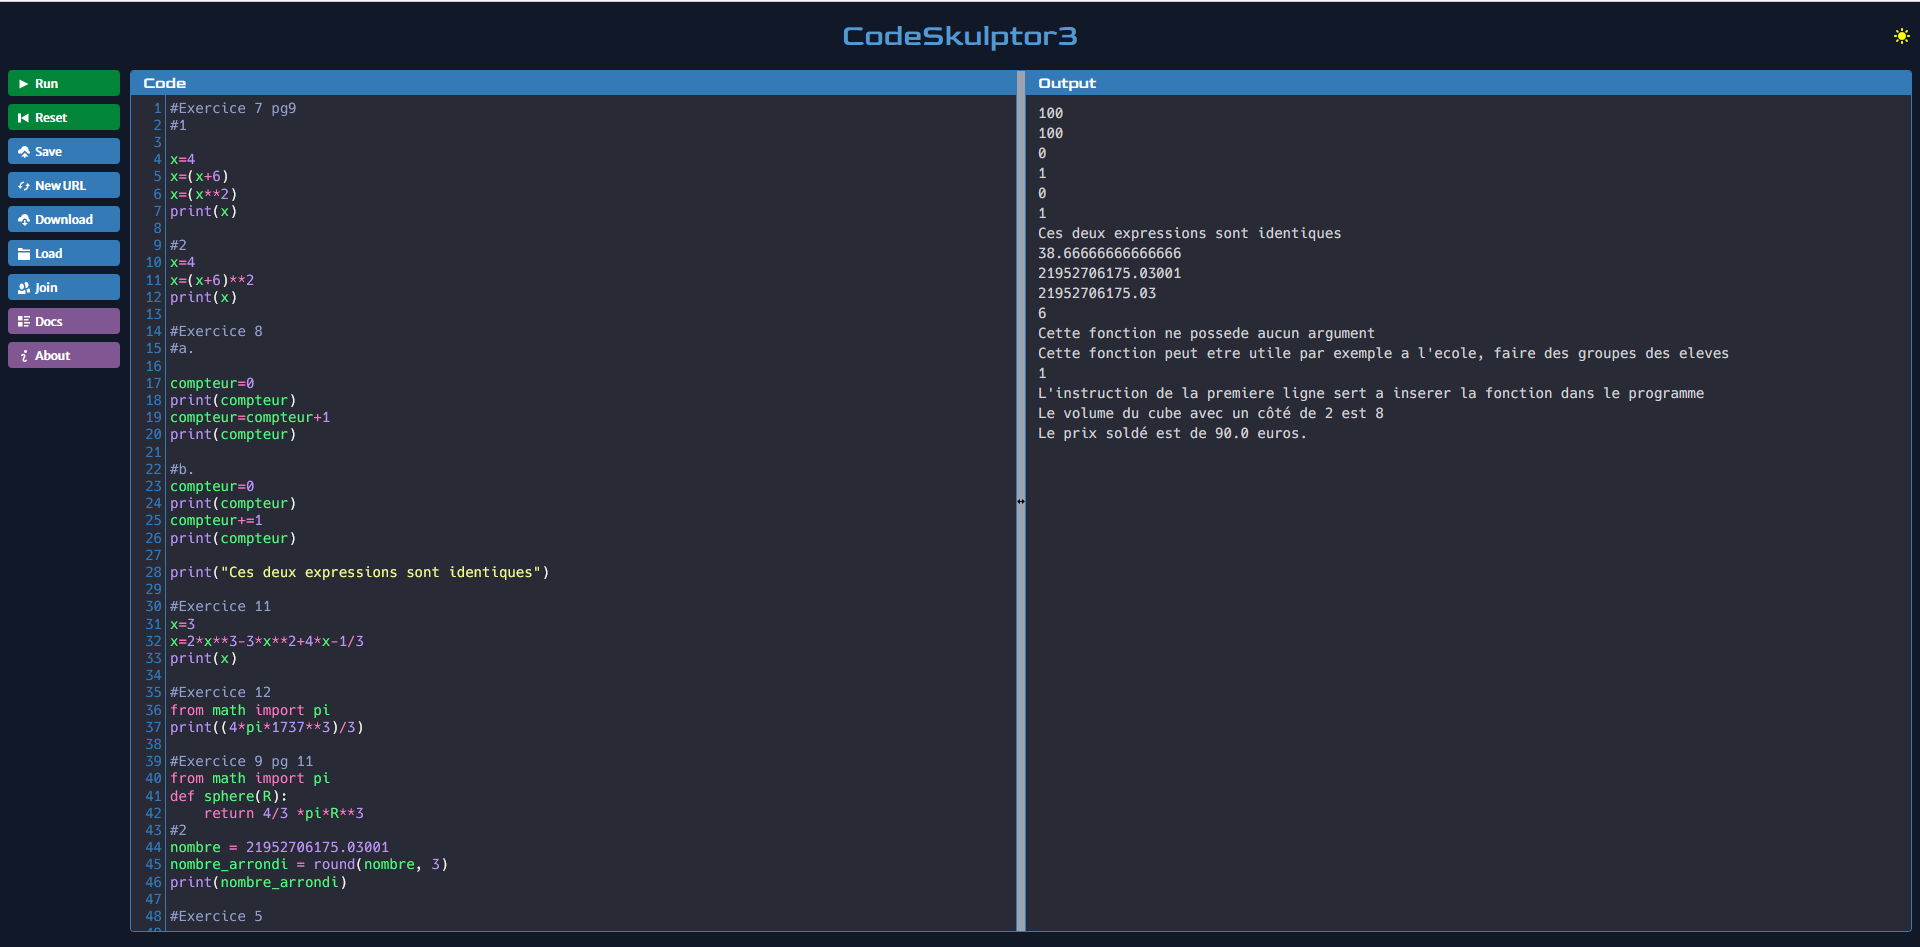 CodeSkulptor3
Run
Reset
Save
New URL
Download
Load
Join
Docs
About
Code
1 #Exercice 7 pg9
2 #1
3
4 x=4
5 x=(x+6)
6 x=(x**2)
7 print(x)
8
9 #2
10 x=4
11 x=(x+6)**2
12 print(x)
13
14 #Exercice 8
15 #a.
16
17 compteur=0
18 print(compteur)
19 compteur=compteur+1
20 print(compteur)
21
22 #b.
23 compteur=0
24 print(compteur)
25 compteur+=1
26 print(compteur)
27
28 print("Ces deux expressions sont identiques")
29
30 #Exercice 11
31 x=3
32 x=2*x**3-3*x**2+4*x-1/3
33 print(x)
34
35 #Exercice 12
36 from math import pi
37 print((4*pi*1737**3)/3)
38
39 #Exercice 9 pg 11
40 from math import pi
41 def sphere(R):
42     return 4/3 *pi*R**3
43 #2
44 nombre = 21952706175.03001
45 nombre_arrondi = round(nombre, 3)
46 print(nombre_arrondi)
47
48 #Exercice 5
Output
100
100
0
1
0
1
Ces deux expressions sont identiques
38.66666666666666
21952706175.03001
21952706175.03
6
Cette fonction ne possede aucun argument
Cette fonction peut etre utile par exemple a l'ecole, faire des groupes des eleves
1
L'instruction de la premiere ligne sert a inserer la fonction dans le programme
Le volume du cube avec un côté de 2 est 8
Le prix soldé est de 90.0 euros.